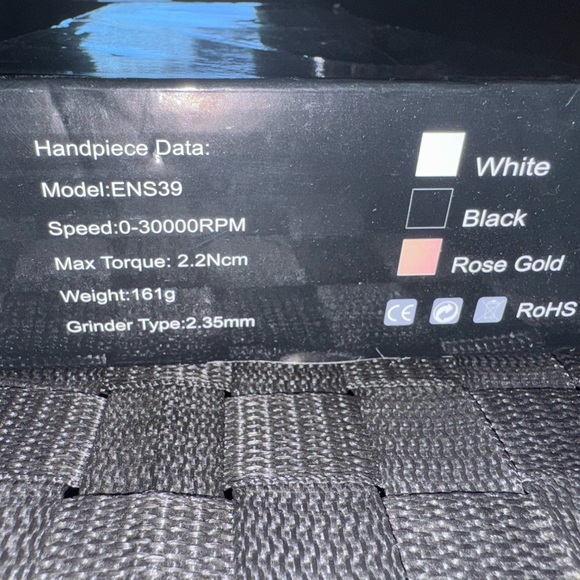 Handpiece Data:
Model:ENS39
Speed:0-30000RPM
Max Torque: 2.2Ncm
Weight:161g
Grinder Type:2.35mm
White
Black
Rose Gold
CE RoHS